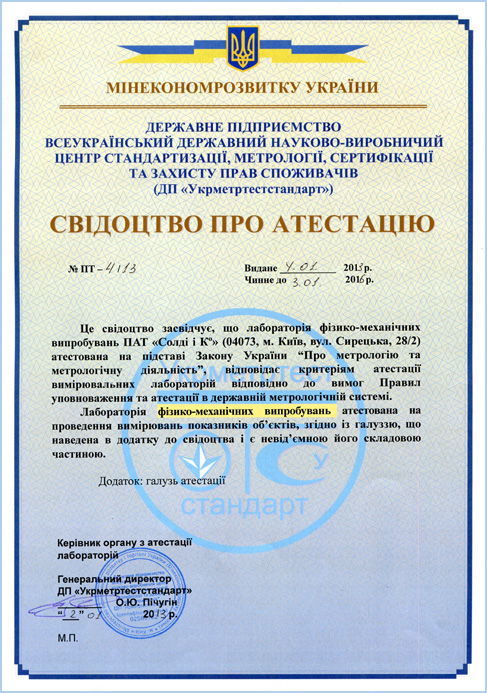 МІНЕКОНОМРОЗВИТКУ УКРАЇНИ
ДЕРЖАВНЕ ПІДПРИЄМСТВО
ВСЕУКРАЇНСЬКИЙ ДЕРЖАВНИЙ НАУКОВО-ВИРОБНИЧИЙ
ЦЕНТР СТАНДАРТИЗАЦІЇ, МЕТРОЛОГІЇ, СЕРТИФІКАЦІЇ
ТА ЗАХИСТУ ПРАВ СПОЖИВАЧІВ
(ДП «Укрметртестстандарт»)
СВІДОЦТВО ПРО АТЕСТАЦІЮ
№ ПТ – 4/13
Видане 4.01 2013 р.
Чинне до 3.01 2016 р.
Це свідоцтво засвідчує, що лабораторія фізико-механічних
випробувань ПАТ «Солді і К°» (04073, м. Київ, вул. Сирецька, 28/2)
атестована на підставі Закону України “Про метрологію та
метрологічну діяльність”, відповідає критеріям атестації
вимірювальних лабораторій відповідно до вимог Правил
уповноваження та атестації в державній метрологічній системі.
Лабораторія фізико-механічних випробувань атестована на
проведення вимірювань показників об’єктів, згідно із галуззю, що
наведена в додатку до свідоцтва і є невід’ємною його складовою
частиною.
Додаток: галузь атестації
Укрметртест
стандарт
Керівник органу з атестації
лабораторій
Генеральний директор
ДП «Укрметртестстандарт»
О.Ю. Пічугін
01 2013 р.
М.П.